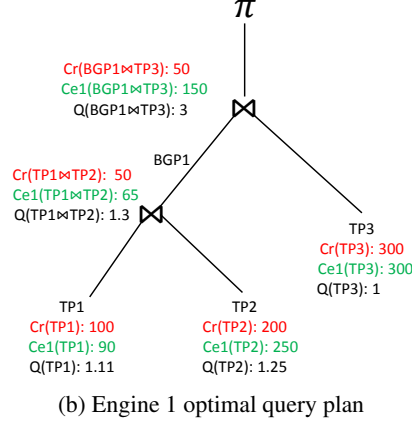 π
Cr(BGP1⋈TP3): 50
Ce1(BGP1⋈TP3): 150
Q(BGP1⋈TP3): 3
BGP1
Cr(TP1⋈TP2): 50
Ce1(TP1⋈TP2): 65
Q(TP1⋈TP2): 1.3
TP3
Cr(TP3): 300
Ce1(TP3): 300
Q(TP3): 1
TP1
Cr(TP1): 100
Ce1(TP1): 90
Q(TP1): 1.11
TP2
Cr(TP2): 200
Ce1(TP2): 250
Q(TP2): 1.25
(b) Engine 1 optimal query plan